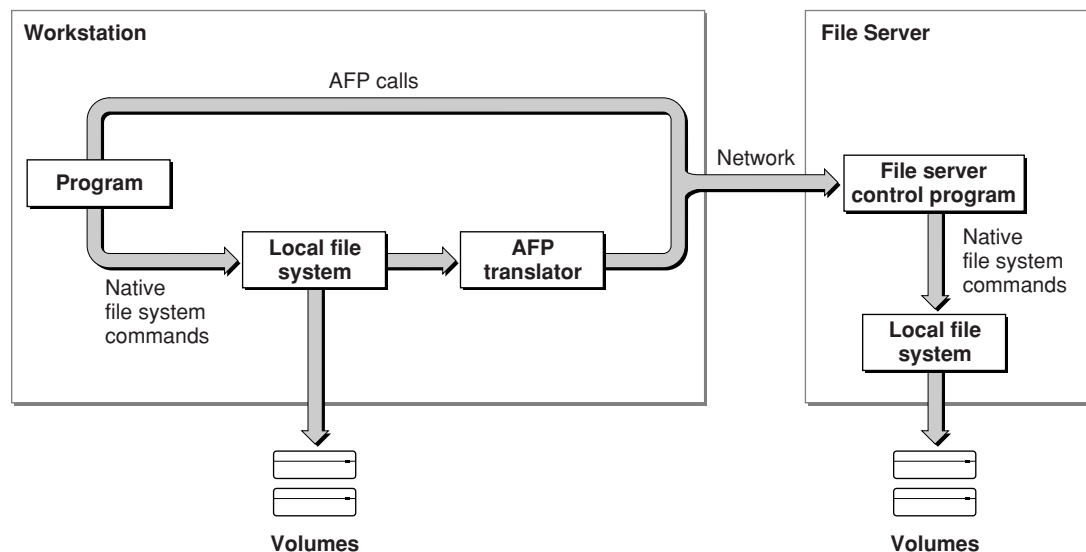 Workstation
File Server
AFP calls
Network
Program
File server
control program
Local file
system
AFP
translator
Native
file system
commands
Native
file system
commands
Local file
system
Volumes
Volumes